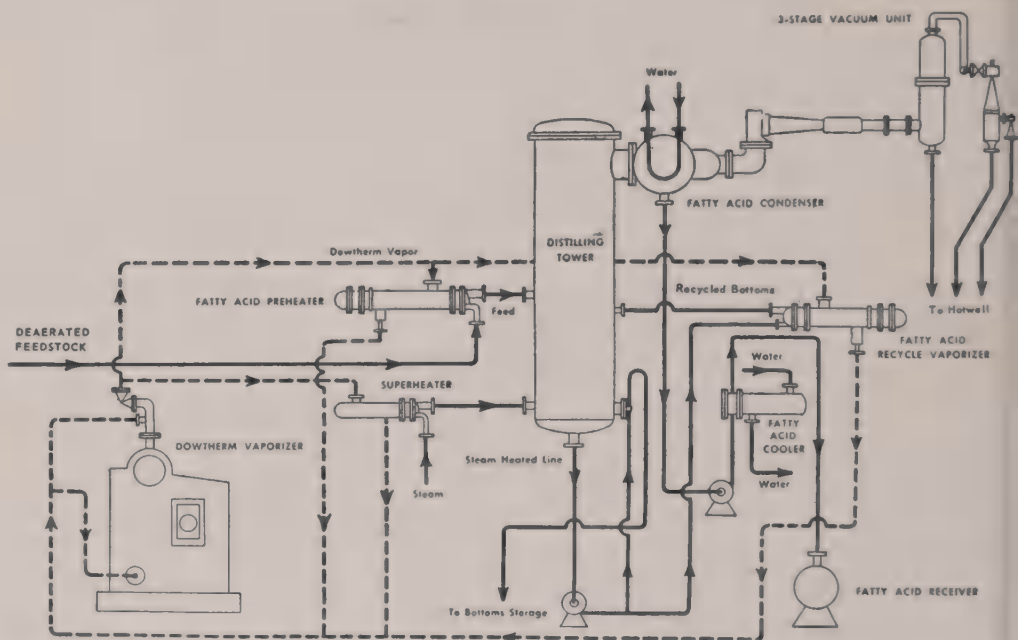 3-STAGE VACUUM UNIT
Water
FATTY ACID CONDENSER
DISTILLING
TOWER
Dowtherm Vapor
FATTY ACID PREHEATER
Feed
Recycled Bottoms
To Hotwell
DEAERATED
FEEDSTOCK
FATTY ACID
RECYCLE VAPORIZER
SUPERHEATER
Water
FATTY
ACID
COOLER
DOWTHERM VAPORIZER
Steam Heated Line
Steam
Water
To Bottoms Storage
FATTY ACID RECEIVER